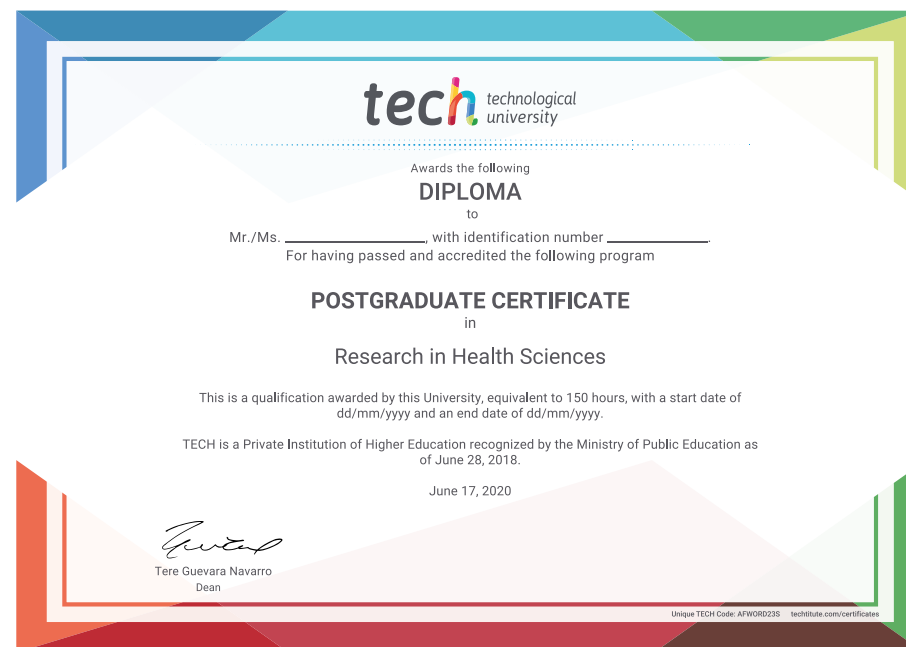 tech technological
university
Awards the following
DIPLOMA
to
Mr./Ms. ____________________, with identification number ______________.
For having passed and accredited the following program
POSTGRADUATE CERTIFICATE
in
Research in Health Sciences
This is a qualification awarded by this University, equivalent to 150 hours, with a start date of
dd/mm/yyyy and an end date of dd/mm/yyyy.
TECH is a Private Institution of Higher Education recognized by the Ministry of Public Education as
of June 28, 2018.
June 17, 2020
Tere Guevara Navarro
Dean
Unique TECH Code: AFWORD23S techtitute.com/certificates